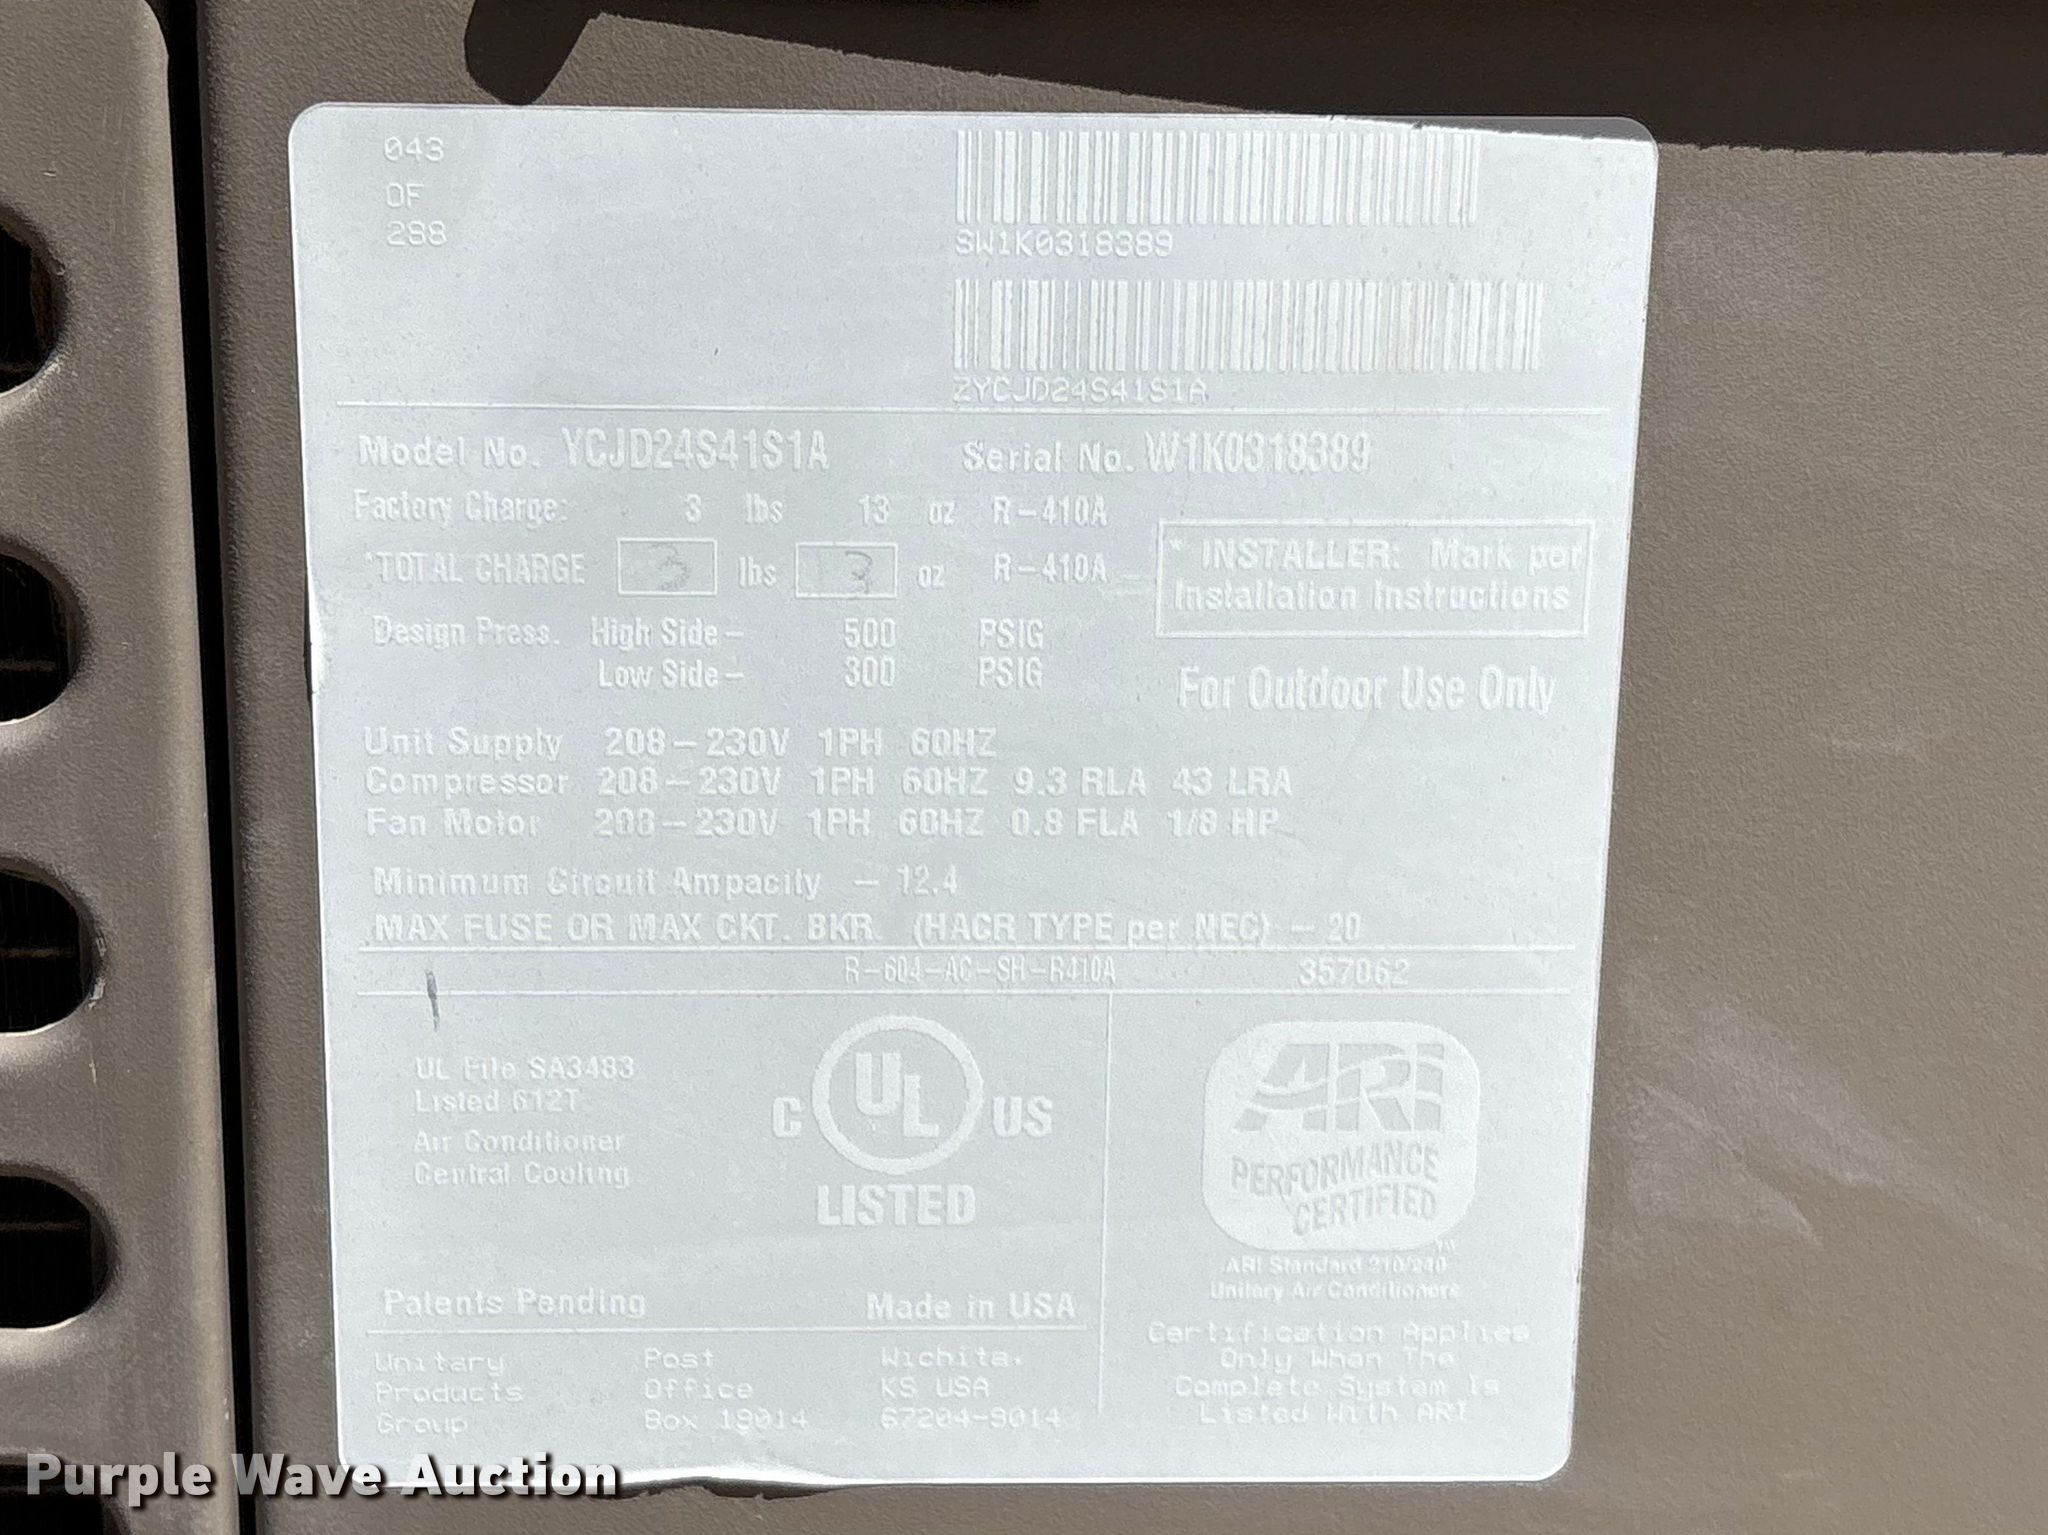 043
OF
288
SW1K0318389
ZYCJD24S41S1A
Model No. YCJD24S41S1A Serial No. W1K0318389
Factory Charge: 3 lbs 13 oz R-410A
*TOTAL CHARGE 3 lbs 13 oz R-410A
* INSTALLER: Mark per
Installation Instructions
Design Press. High Side- 500 PSIG
Low Side- 300 PSIG
For Outdoor Use Only
Unit Supply 208-230V 1PH 60HZ
Compressor 208-230V 1PH 60HZ 9.3 RLA 43 LRA
Fan Motor 208-230V 1PH 60HZ 0.8 FLA 1/8 HP
Minimum Circuit Ampacity - 12.4
MAX FUSE OR MAX CKT. BKR. (HACR TYPE per NEC) - 20
R-604-AC-SH-R410A 357062
UL File SA3483
Listed 612T
Air Conditioner
Central Cooling
C UL US
LISTED
ARI
PERFORMANCE
CERTIFIED
TM
ARI Standard 210/240
Unitary Air Conditioners
Certification Applies
Only When The
Complete System Is
Listed With ARI
Patents Pending Made in USA
Unitary Post Wichita,
Products Office KS USA
Group Box 19014 67204-9014
Purple Wave Auction